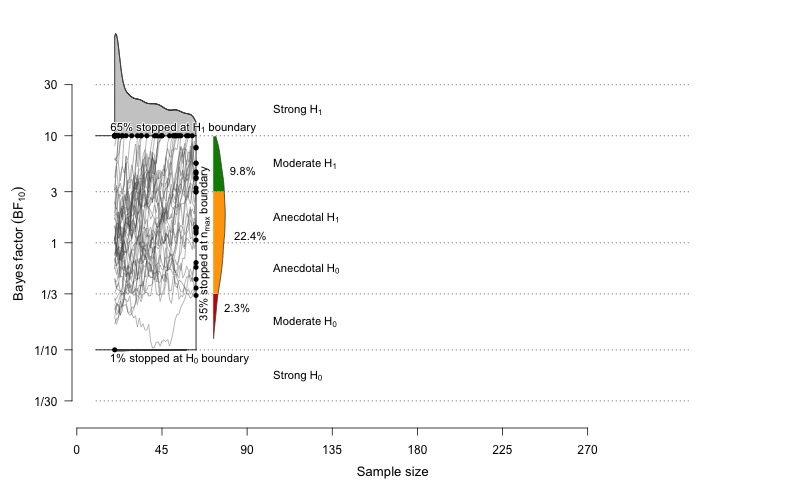 30
Strong H₁
65% stopped at H₁ boundary
10
Moderate H₁
9.8%
3
Anecdotal H₁
22.4%
1
Anecdotal H₀
1/3
2.3%
Moderate H₀
1/10
1% stopped at H₀ boundary
Strong H₀
1/30
35% stopped at nₘₐₓ boundary
Bayes factor (BF₁₀)
0 45 90 135 180 225 270
Sample size